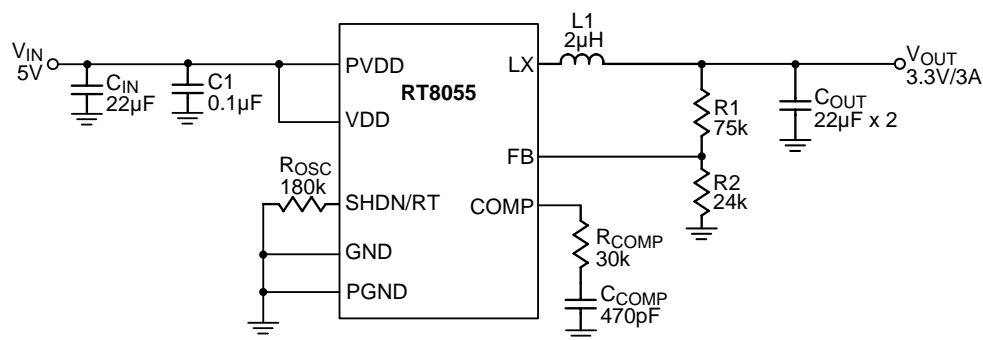 VIN
5V
CIN
22µF
C1
0.1µF
PVDD
VDD
RT8055
LX
L1
2µH
VOUT
3.3V/3A
COUT
22µF x 2
R1
75k
FB
R2
24k
ROSC
180k
SHDN/RT
COMP
RCOMP
30k
GND
PGND
CCOMP
470pF